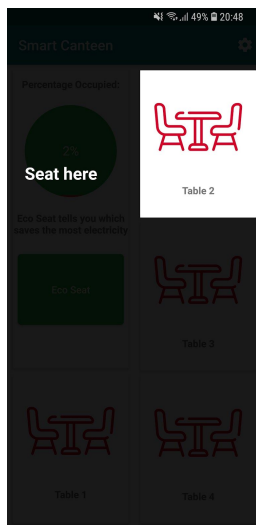 49% 20:48
Smart Canteen
Percentage Occupied:
2%
Seat here
Eco Seat tells you which
saves the most electricity
Eco Seat
Table 1
Table 2
Table 3
Table 4